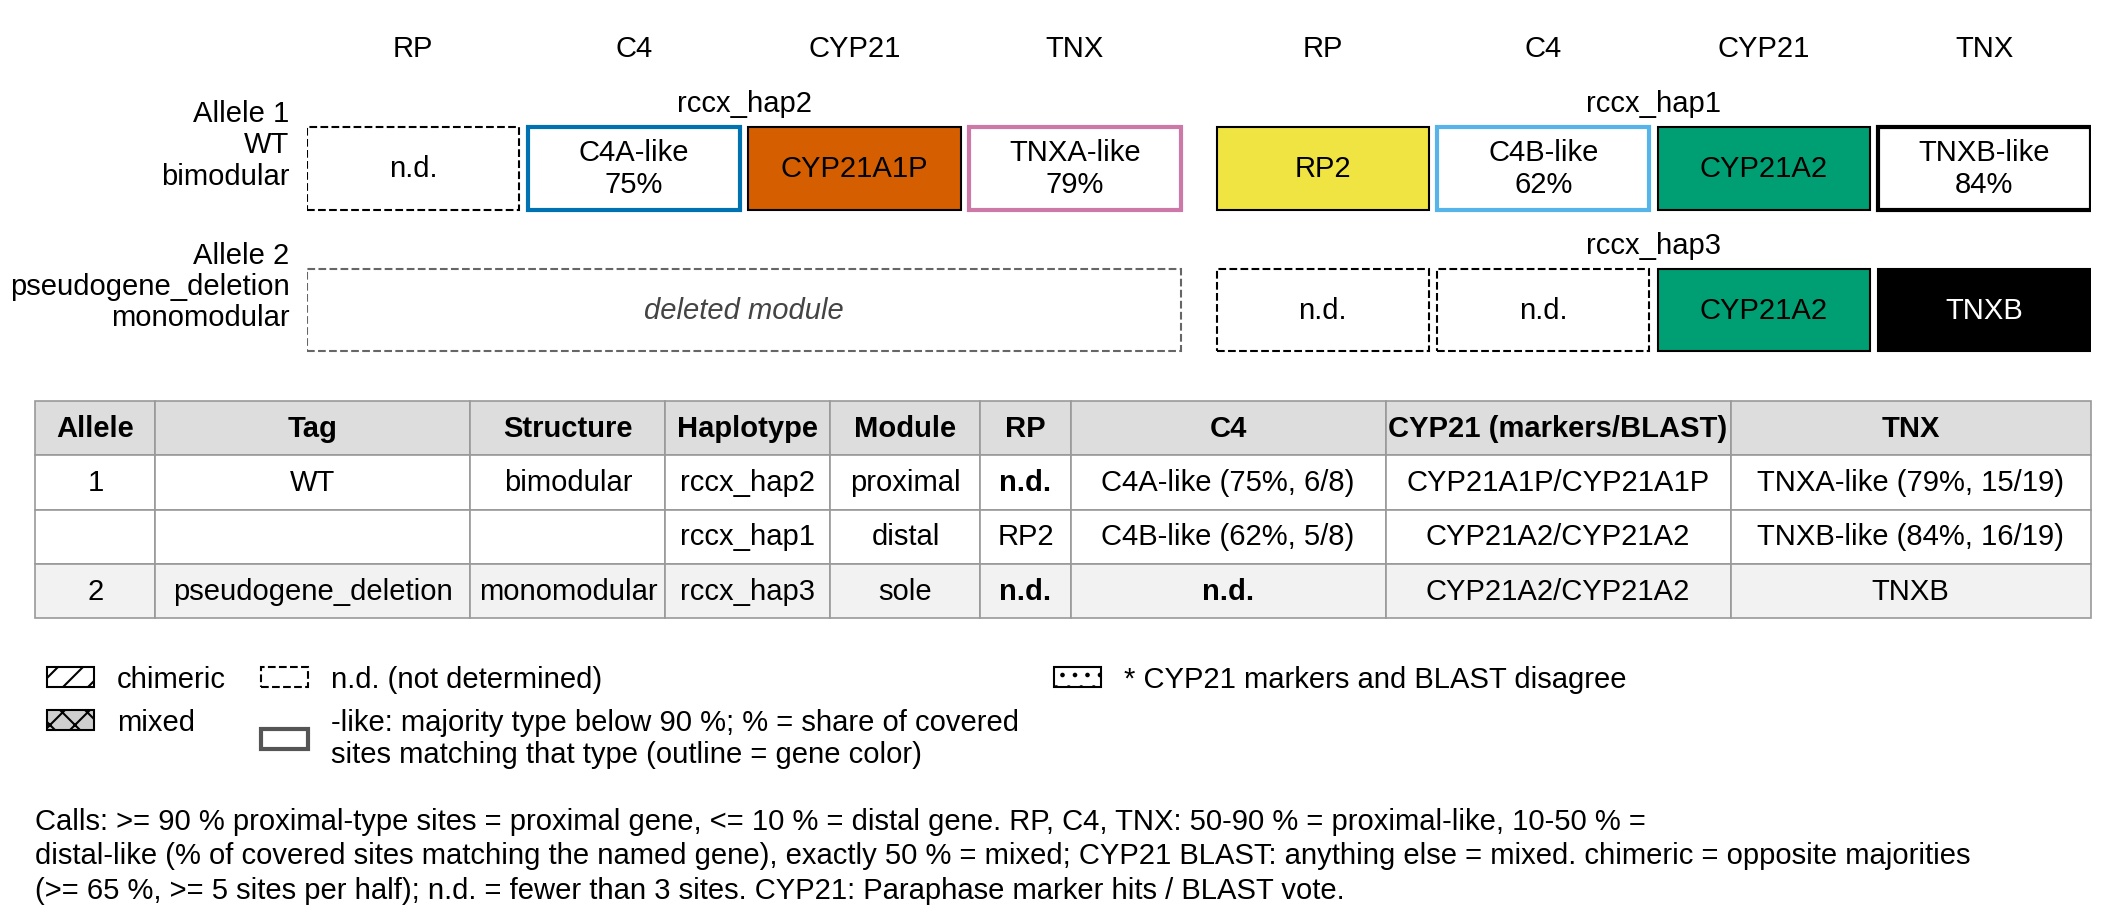 RP C4 CYP21 TNX RP C4 CYP21 TNX
rccx_hap2 rccx_hap1
Allele 1
WT
bimodular
n.d. C4A-like
75% CYP21A1P TNXA-like
79% RP2 C4B-like
62% CYP21A2 TNXB-like
84%
rccx_hap3
Allele 2
pseudogene_deletion
monomodular
deleted module n.d. n.d. CYP21A2 TNXB
Allele Tag Structure Haplotype Module RP C4 CYP21 (markers/BLAST) TNX
1 WT bimodular rccx_hap2 proximal n.d. C4A-like (75%, 6/8) CYP21A1P/CYP21A1P TNXA-like (79%, 15/19)
rccx_hap1 distal RP2 C4B-like (62%, 5/8) CYP21A2/CYP21A2 TNXB-like (84%, 16/19)
2 pseudogene_deletion monomodular rccx_hap3 sole n.d. n.d. CYP21A2/CYP21A2 TNXB
chimeric n.d. (not determined) * CYP21 markers and BLAST disagree
mixed -like: majority type below 90 %; % = share of covered
sites matching that type (outline = gene color)
Calls: >= 90 % proximal-type sites = proximal gene, <= 10 % = distal gene. RP, C4, TNX: 50-90 % = proximal-like, 10-50 % =
distal-like (% of covered sites matching the named gene), exactly 50 % = mixed; CYP21 BLAST: anything else = mixed. chimeric = opposite majorities
(>= 65 %, >= 5 sites per half); n.d. = fewer than 3 sites. CYP21: Paraphase marker hits / BLAST vote.